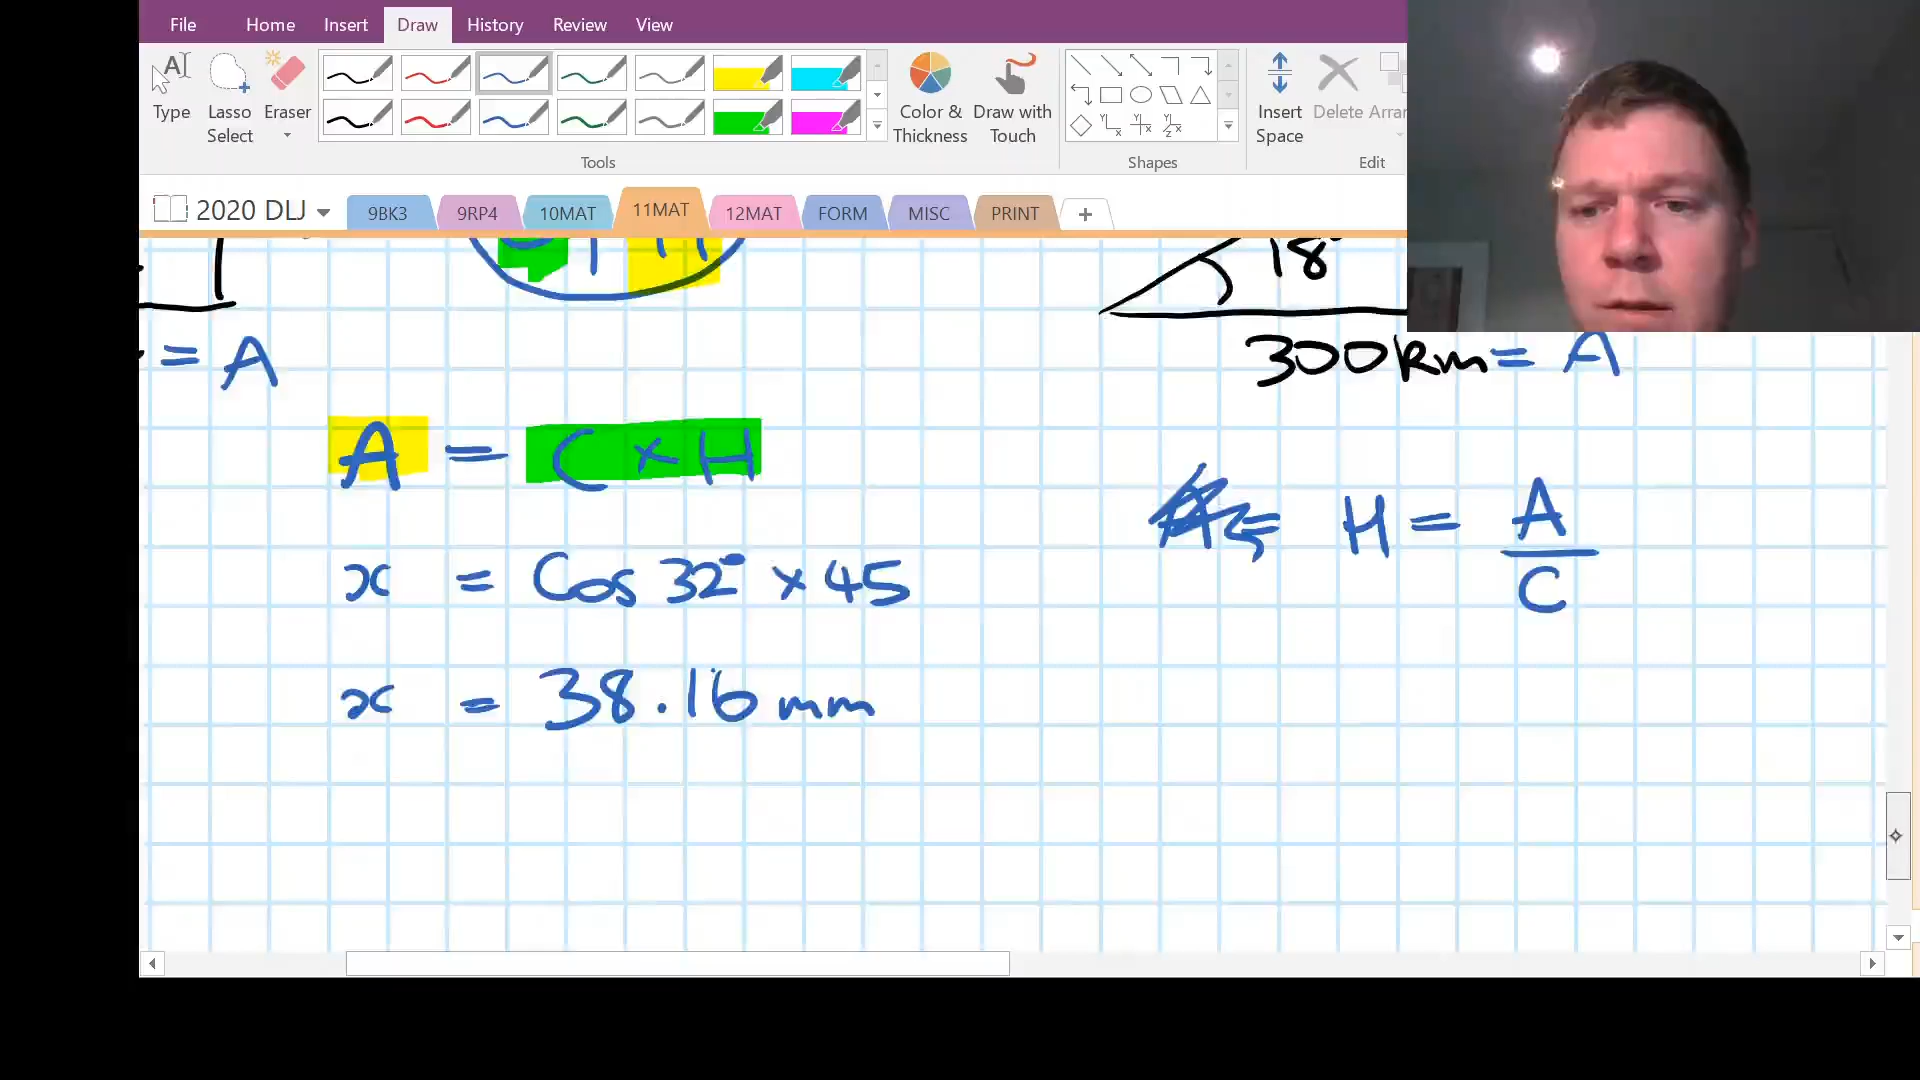 File Home Insert Draw History Review View
Type
Lasso Select
Eraser
Color & Thickness
Draw with Touch
Insert Space
Delete
Arran
Tools
Shapes
Edit
2020 DLJ
9BK3 9RP4 10MAT 11MAT 12MAT FORM MISC PRINT +
18°
= A
300km = A
A = C × H
x = Cos 32° × 45
x = 38.16mm
H = A
C